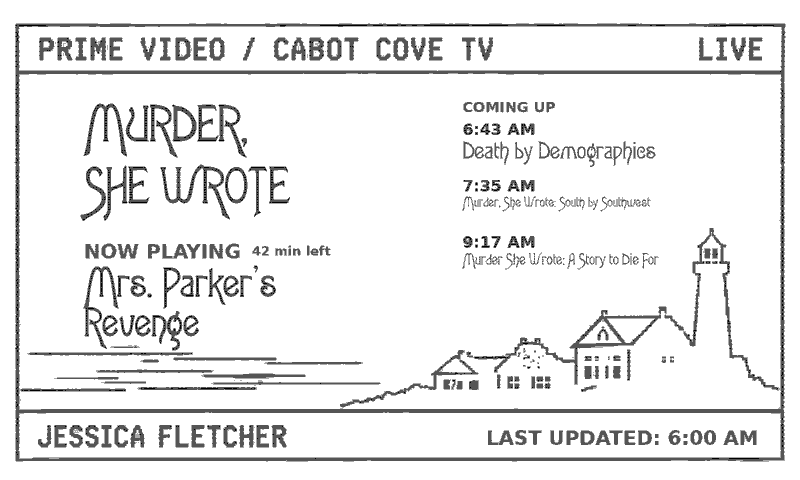 PRIME VIDEO / CABOT COVE TV
LIVE
MURDER,
SHE WROTE
NOW PLAYING 42 min left
Mrs. Parker's
Revenge
COMING UP
6:43 AM
Death by Demographics
7:35 AM
Murder, She Wrote: South by Southwest
9:17 AM
Murder She Wrote: A Story to Die For
JESSICA FLETCHER
LAST UPDATED: 6:00 AM